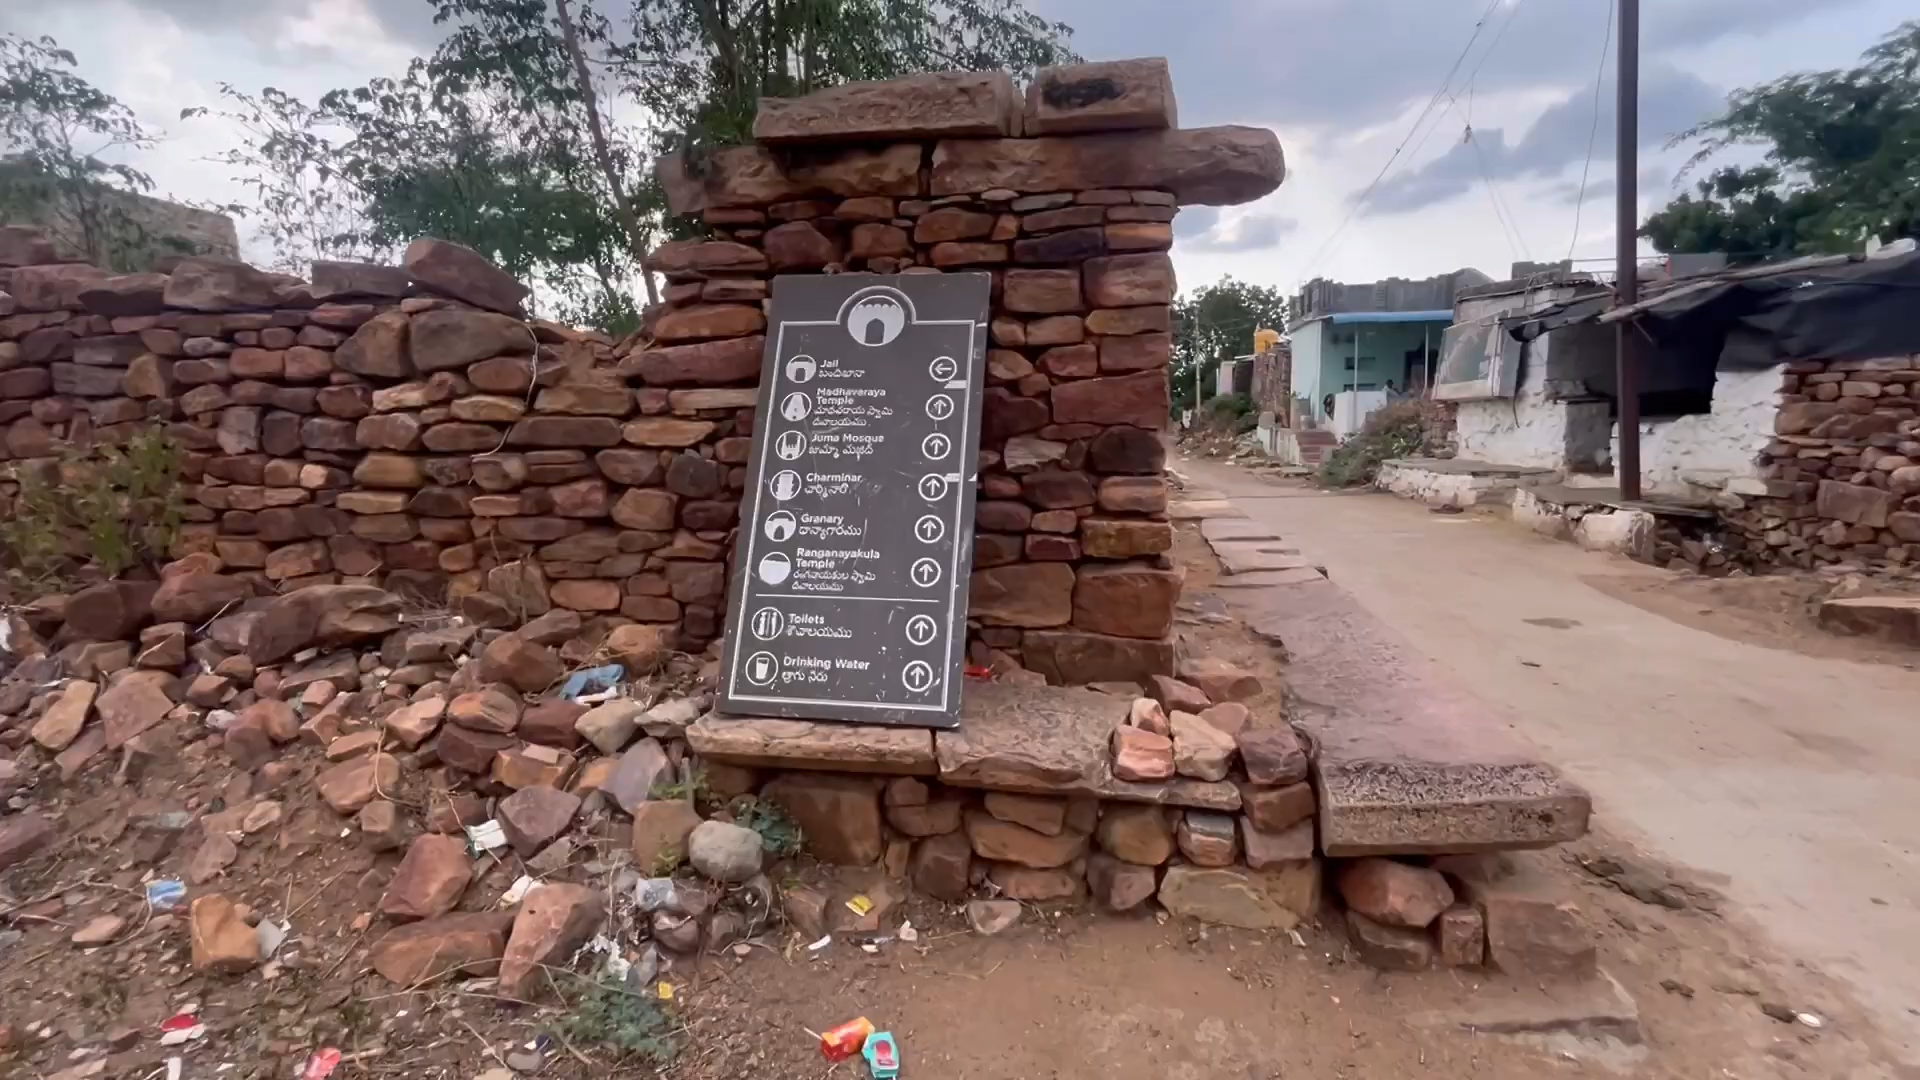 Jail
బందిఖానా
Madhavaraya
Temple
మాధవరాయ స్వామి
దేవాలయము
Juma Mosque
జుమ్మా మజీద్
Charminar
చార్మినార్
Granary
ధాన్యాగారము
Ranganayakula
Temple
రంగనాయకుల స్వామి
దేవాలయము
Toilets
శౌచాలయము
Drinking Water
త్రాగు నీరు